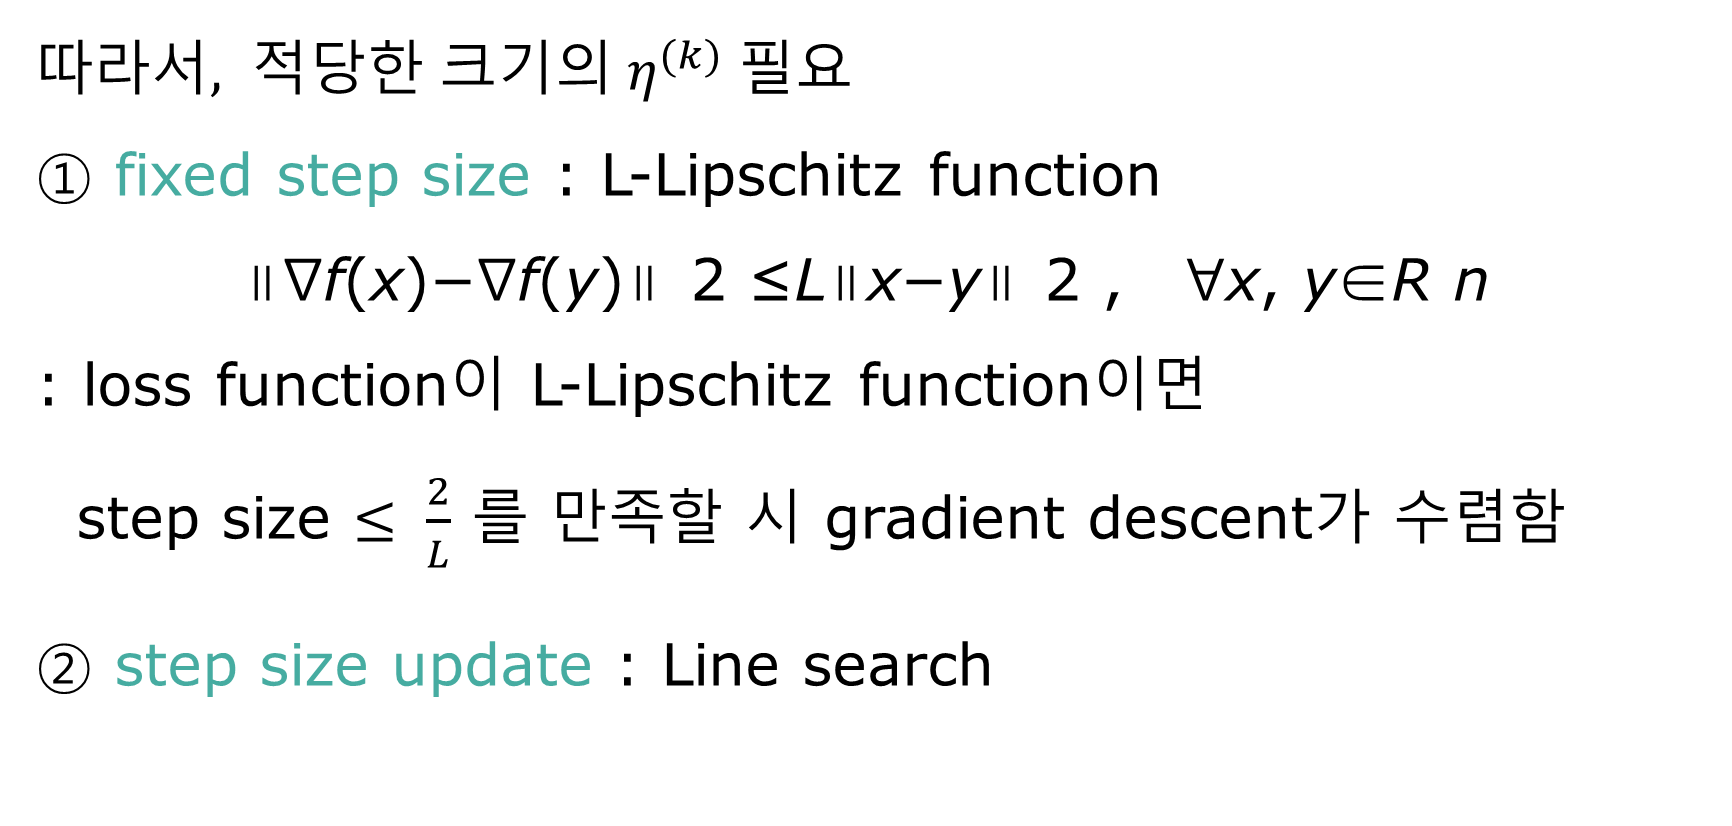 따라서, 적당한 크기의 η⁽ᵏ⁾ 필요
① fixed step size : L-Lipschitz function
∥∇f(x)−∇f(y)∥ 2 ≤L∥x−y∥ 2 , ∀x, y∈R n
: loss function이 L-Lipschitz function이면
step size ≤ 2/L 를 만족할 시 gradient descent가 수렴함
② step size update : Line search